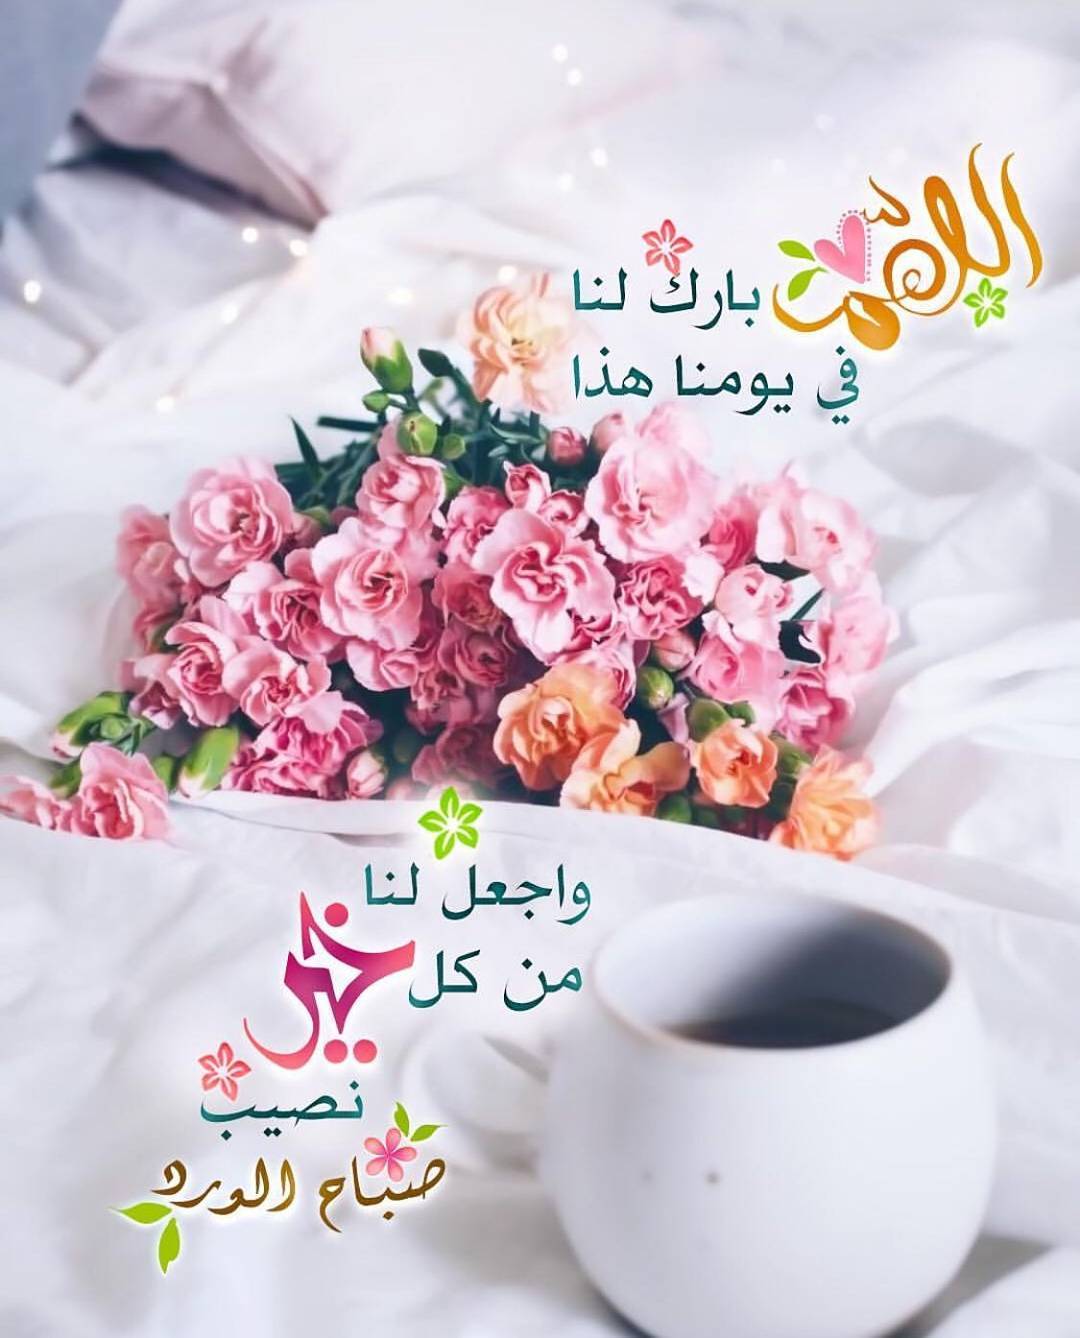 اللهم بارك لنا
في يومنا هذا
واجعل لنا
من كل خير
نصيب
صباح الورد